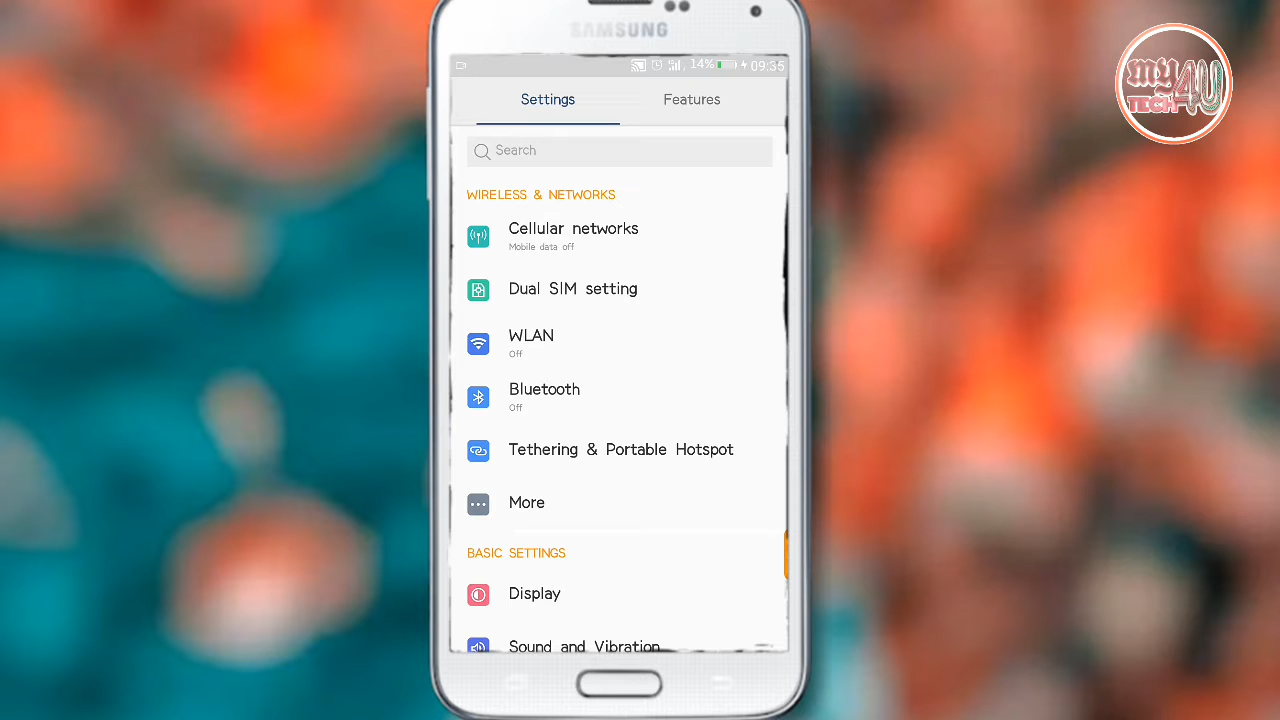 SAMSUNG
14% 09:35
Settings Features
Search
WIRELESS & NETWORKS
Cellular networks
Mobile data off
Dual SIM setting
WLAN
Off
Bluetooth
Off
Tethering & Portable Hotspot
More
BASIC SETTINGS
Display
Sound and Vibration
my
TECH 4U